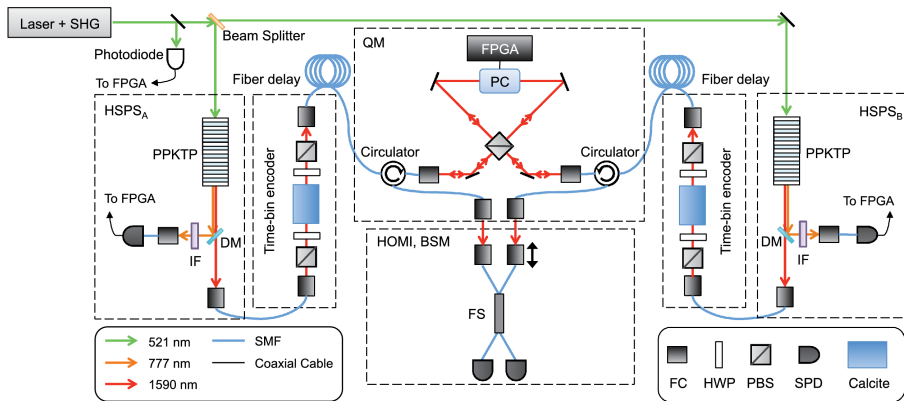 Laser + SHG
Beam Splitter
Photodiode
To FPGA
HSPS_A
PPKTP
To FPGA
IF
DM
Fiber delay
Time-bin encoder
QM
FPGA
PC
Circulator
Circulator
HOMI, BSM
FS
Fiber delay
Time-bin encoder
HSPS_B
PPKTP
To FPGA
DM
IF
521 nm
777 nm
1590 nm
SMF
Coaxial Cable
FC
HWP
PBS
SPD
Calcite